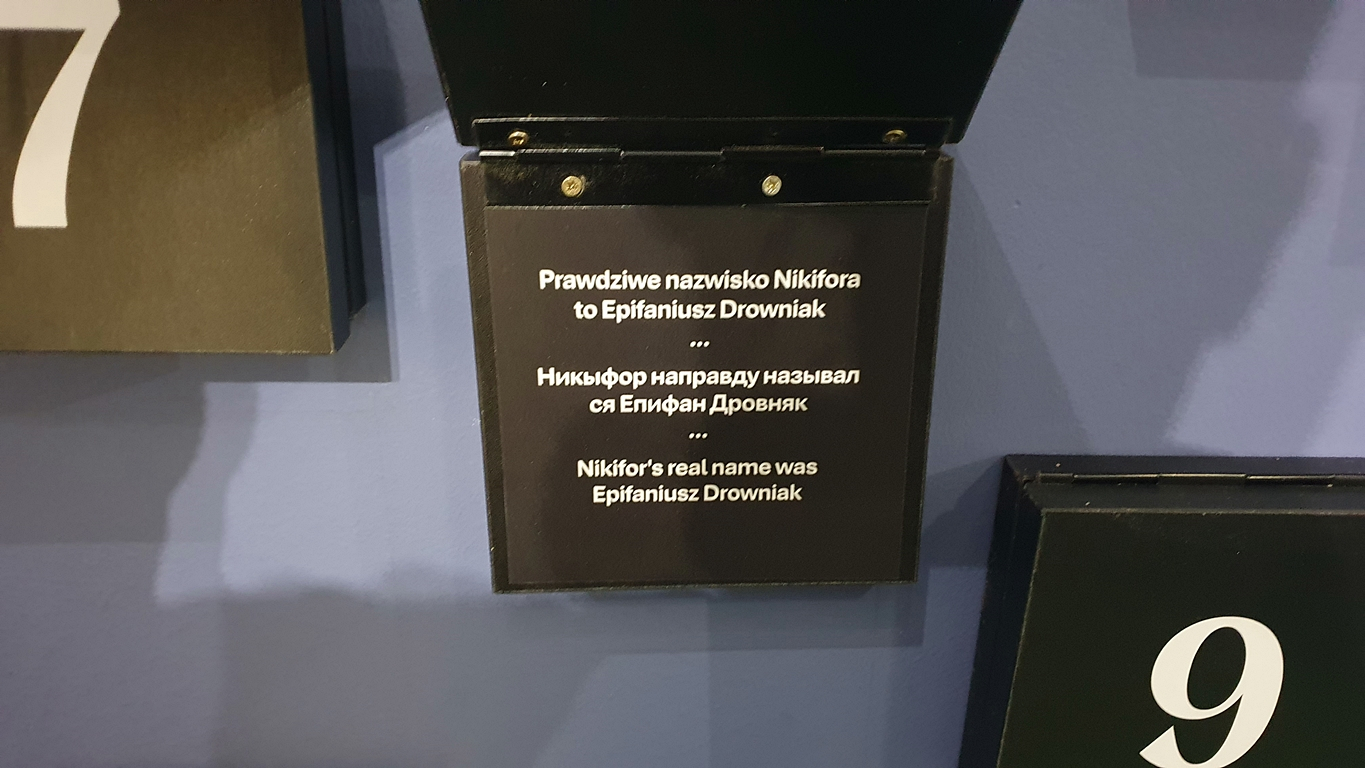 7
Prawdziwe nazwisko Nikifora
to Epifaniusz Drowniak
...
Никыфор направду называл
ся Епифан Дровняк
...
Nikifor's real name was
Epifaniusz Drowniak
9